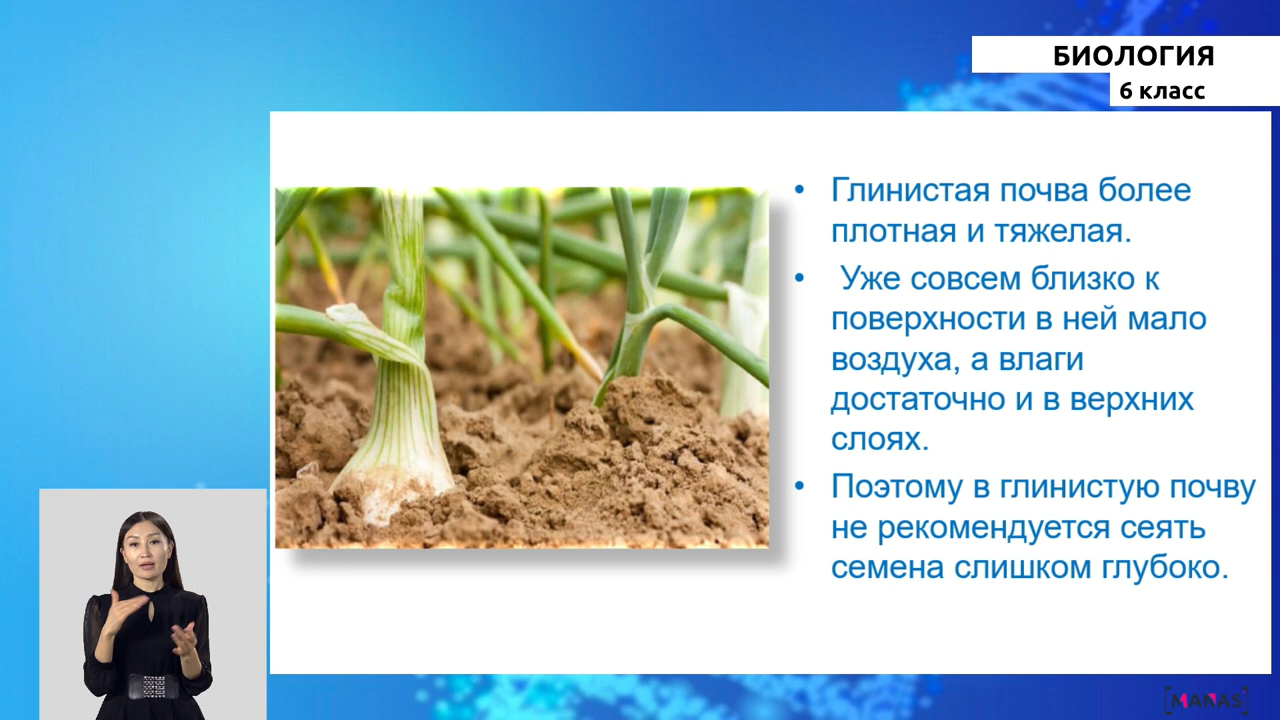 БИОЛОГИЯ
6 класс
• Глинистая почва более
плотная и тяжелая.
• Уже совсем близко к
поверхности в ней мало
воздуха, а влаги
достаточно и в верхних
слоях.
• Поэтому в глинистую почву
не рекомендуется сеять
семена слишком глубоко.
[MANAS]